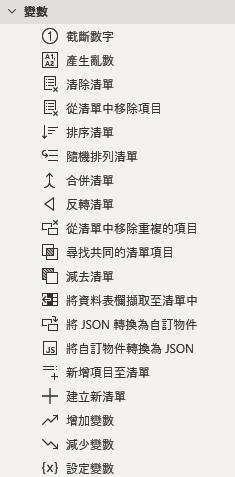 變數
截斷數字
產生亂數
清除清單
從清單中移除項目
排序清單
隨機排列清單
合併清單
反轉清單
從清單中移除重複的項目
尋找共同的清單項目
減去清單
將資料表欄擷取至清單中
將 JSON 轉換為自訂物件
將自訂物件轉換為 JSON
新增項目至清單
建立新清單
增加變數
減少變數
{x} 設定變數